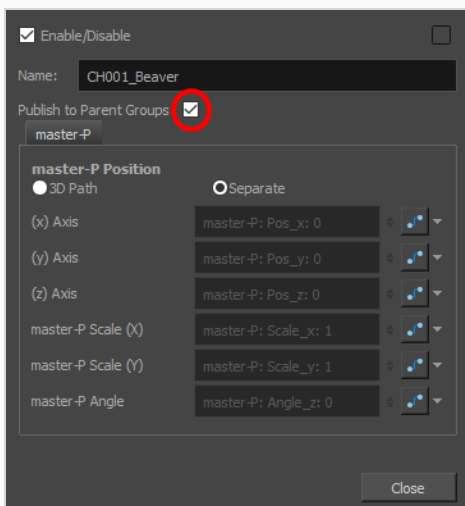 Enable/Disable
Name: CH001_Beaver
Publish to Parent Groups
master-P
master-P Position
3D Path Separate
(x) Axis master-P: Pos_x: 0
(y) Axis master-P: Pos_y: 0
(z) Axis master-P: Pos_z: 0
master-P Scale (X) master-P: Scale_x: 1
master-P Scale (Y) master-P: Scale_y: 1
master-P Angle master-P: Angle_z: 0
Close